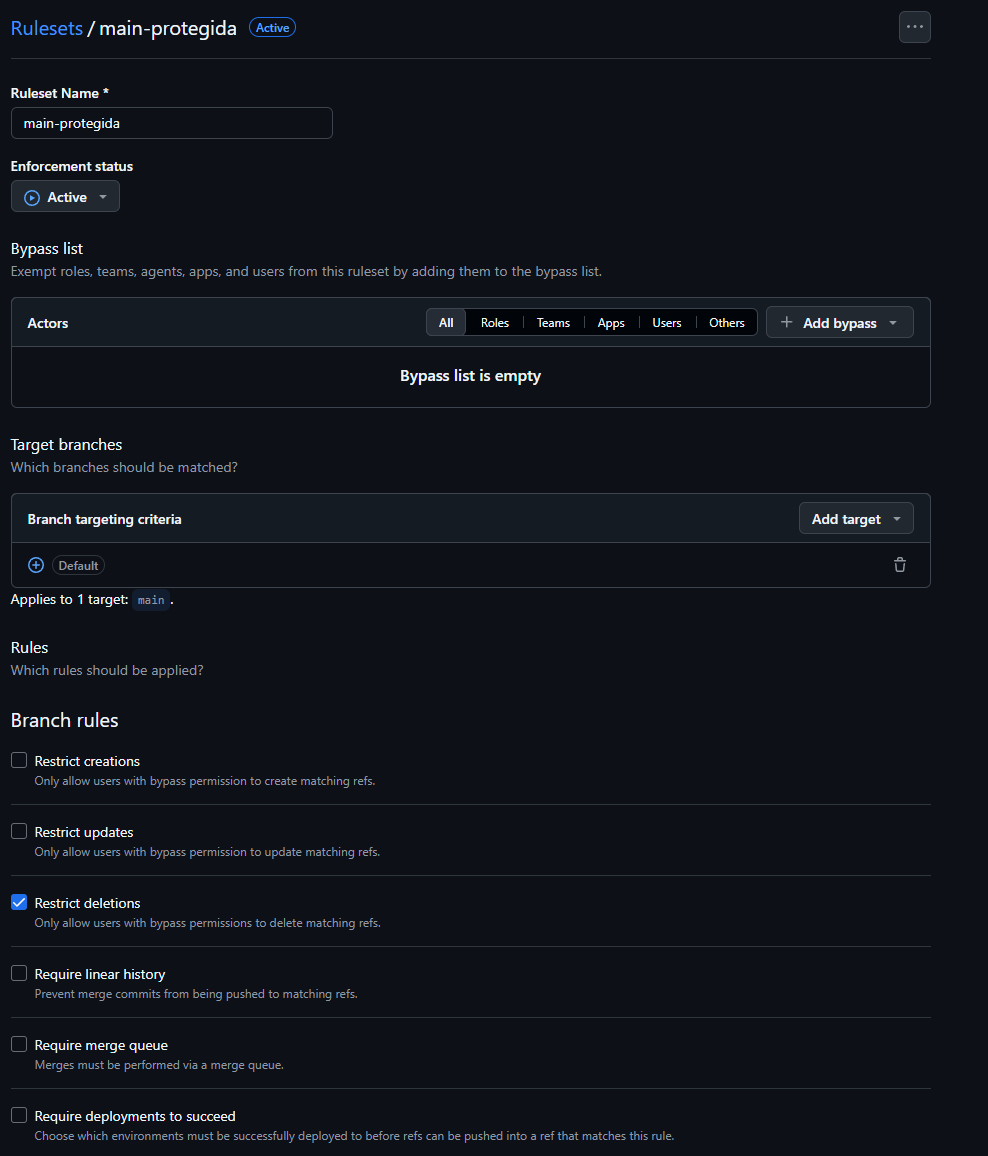 Rulesets / main-protegida Active
Ruleset Name *
main-protegida
Enforcement status
Active
Bypass list
Exempt roles, teams, agents, apps, and users from this ruleset by adding them to the bypass list.
Actors All Roles Teams Apps Users Others Add bypass
Bypass list is empty
Target branches
Which branches should be matched?
Branch targeting criteria Add target
Default
Applies to 1 target: main .
Rules
Which rules should be applied?
Branch rules
Restrict creations
Only allow users with bypass permission to create matching refs.
Restrict updates
Only allow users with bypass permission to update matching refs.
Restrict deletions
Only allow users with bypass permissions to delete matching refs.
Require linear history
Prevent merge commits from being pushed to matching refs.
Require merge queue
Merges must be performed via a merge queue.
Require deployments to succeed
Choose which environments must be successfully deployed to before refs can be pushed into a ref that matches this rule.